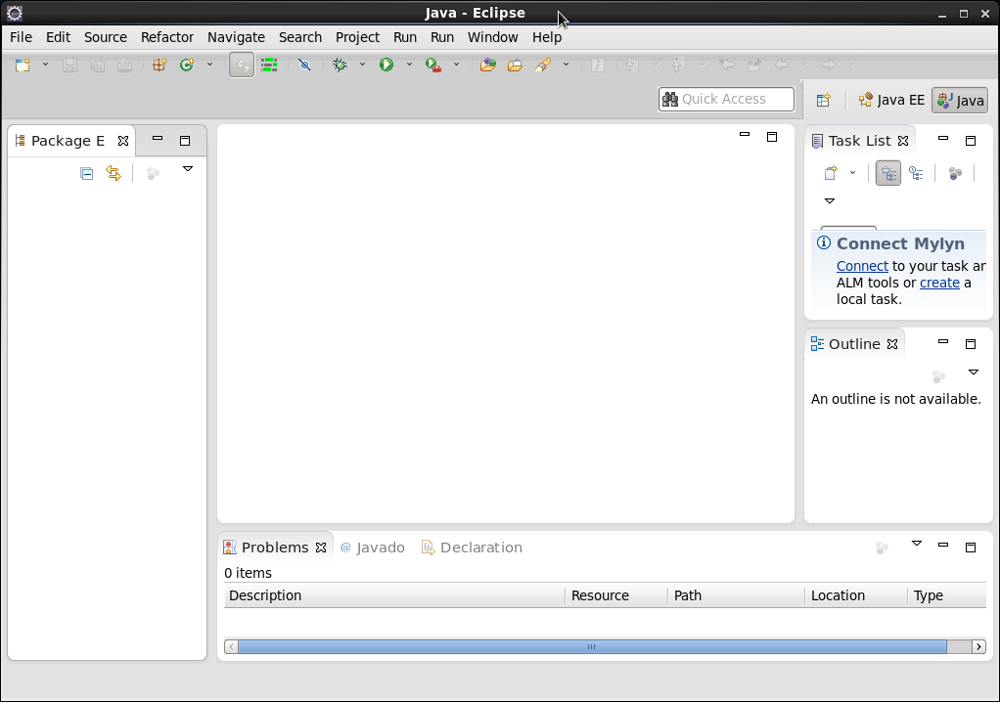 Java - Eclipse
File Edit Source Refactor Navigate Search Project Run Run Window Help
Quick Access
Java EE
Java
Package E
Task List
Connect Mylyn
Connect to your task ar
ALM tools or create a
local task.
Outline
An outline is not available.
Problems
@ Javado
Declaration
0 items
Description Resource Path Location Type